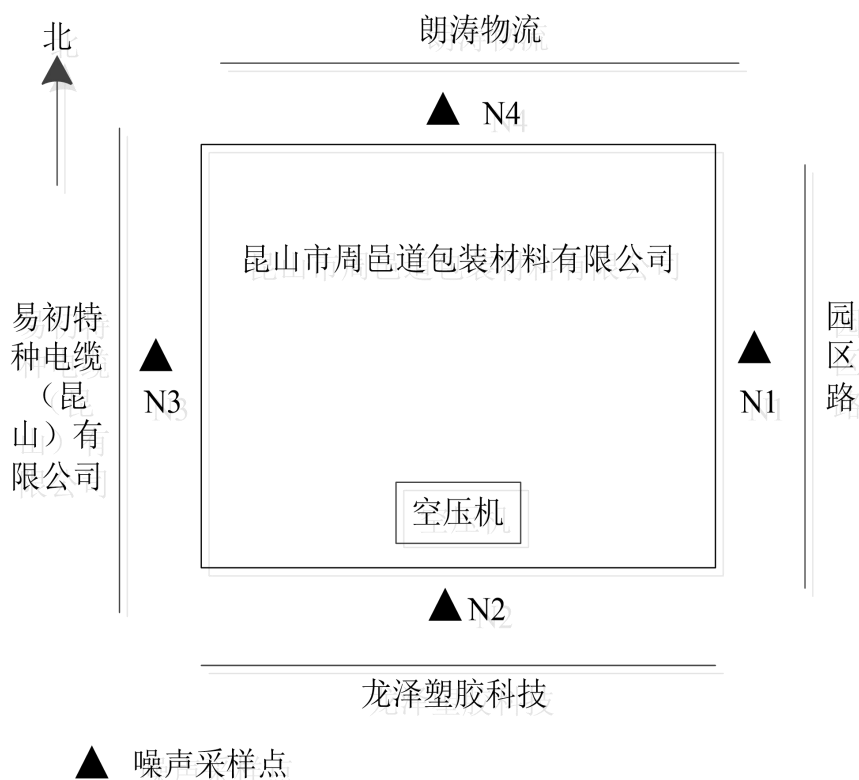 北
朗涛物流
N4
昆山市周邑道包装材料有限公司
易初特
种电缆
（昆
山）有
限公司
N3
N1
园
区
路
空压机
N2
龙泽塑胶科技
噪声采样点